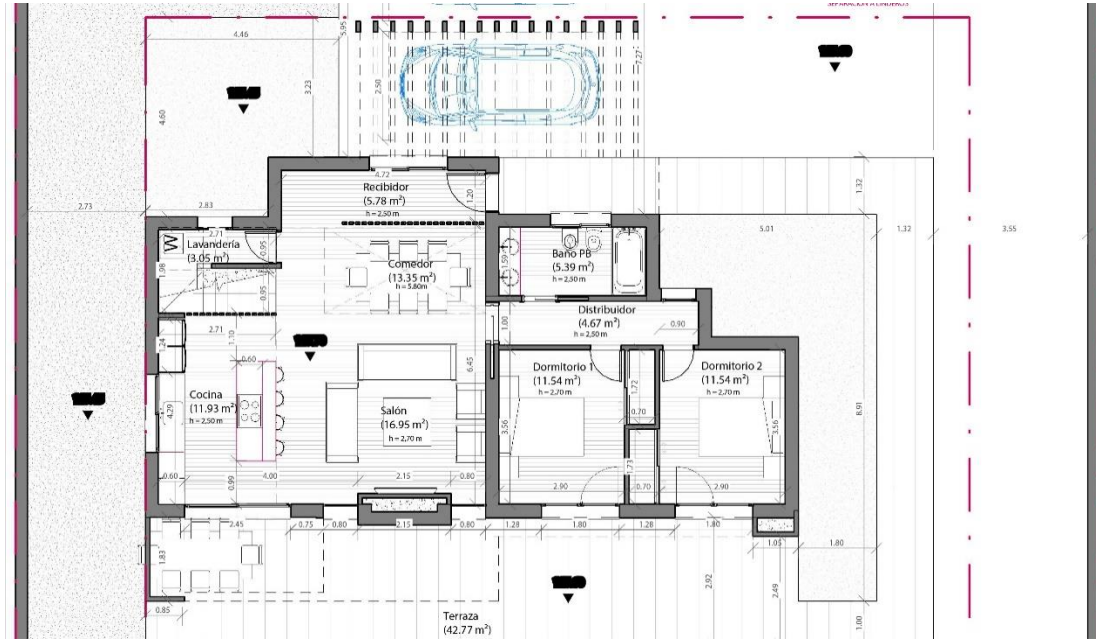 SEPARACIÓN A LINDEROS
4.46
5.95
7.27
2.50
3.23
4.60
4.72
Recibidor
(5.78 m²)
h = 2,50 m
1.20
1.32
2.73
2.83
5.01
1.32
3.55
2.71
Lavandería
(3.05 m²)
0.95
1.98
0.95
Comedor
(13.35 m²)
h = 5.80m
1.59
Baño PB
(5.39 m²)
h = 2,50 m
Distribuidor
(4.67 m²)
h = 2,50 m
1.00
0.90
2.71
1.10
1.24
0.60
6.45
Cocina
(11.93 m²)
h = 2,50 m
4.29
Salón
(16.95 m²)
h = 2,70 m
Dormitorio 1
(11.54 m²)
h = 2,70 m
Dormitorio 2
(11.54 m²)
h = 2,70 m
1.72
0.70
3.56
3.56
8.91
1.73
0.70
0.60
0.99
4.00
2.15
0.80
2.90
2.90
2.45
0.75
0.80
2.15
0.80
1.28
1.80
1.28
1.80
1.05
1.80
1.83
0.85
2.92
2.49
1.00
Terraza
(42.77 m²)